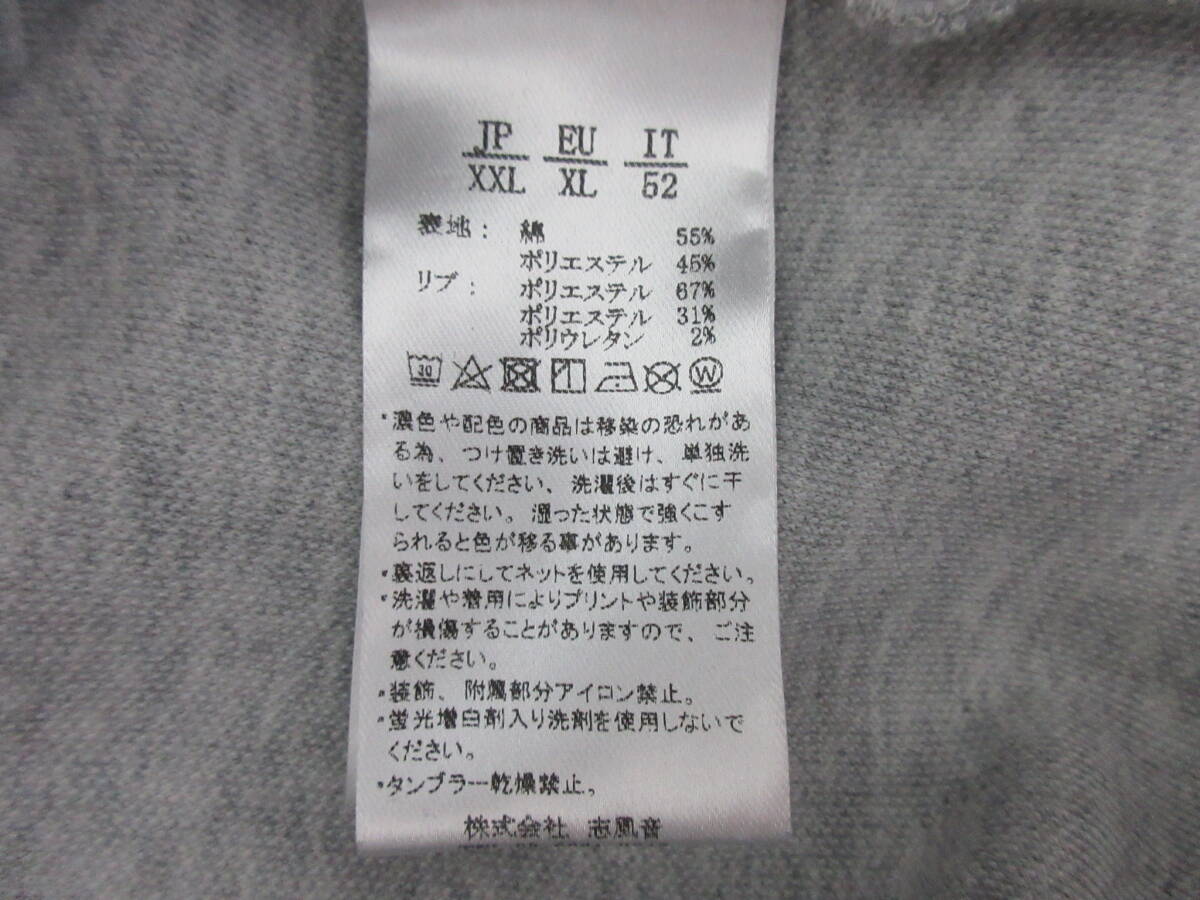 JP EU IT
XXL XL 52
表地： 綿 55%
ポリエステル 45%
リブ： ポリエステル 67%
ポリエステル 31%
ポリウレタン 2%
30 W
・濃色や配色の商品は移染の恐れがあ
る為、つけ置き洗いは避け、単独洗
いをしてください、洗濯後はすぐに干
してください。湿った状態で強くこす
られると色が移る事があります。
・裏返しにしてネットを使用してください。
・洗濯や着用によりプリントや装飾部分
が損傷することがありますので、ご注
意ください。
・装飾、附属部分アイロン禁止。
・蛍光増白剤入り洗剤を使用しないで
ください。
・タンブラー乾燥禁止。
株式会社 志風音